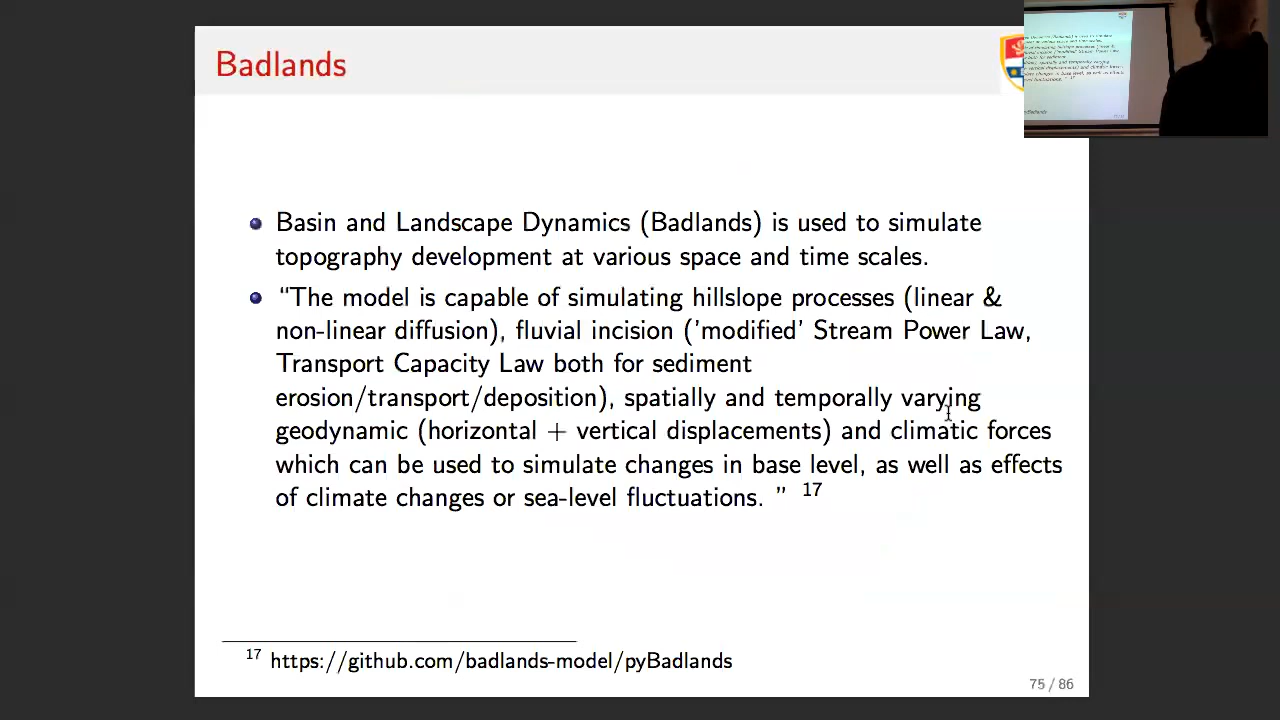 Badlands
Basin and Landscape Dynamics (Badlands) is used to simulate
topography development at various space and time scales.
“The model is capable of simulating hillslope processes (linear &
non-linear diffusion), fluvial incision ('modified' Stream Power Law,
Transport Capacity Law both for sediment
erosion/transport/deposition), spatially and temporally varying
geodynamic (horizontal + vertical displacements) and climatic forces
which can be used to simulate changes in base level, as well as effects
of climate changes or sea-level fluctuations. ” 17
17 https://github.com/badlands-model/pyBadlands
75 / 86